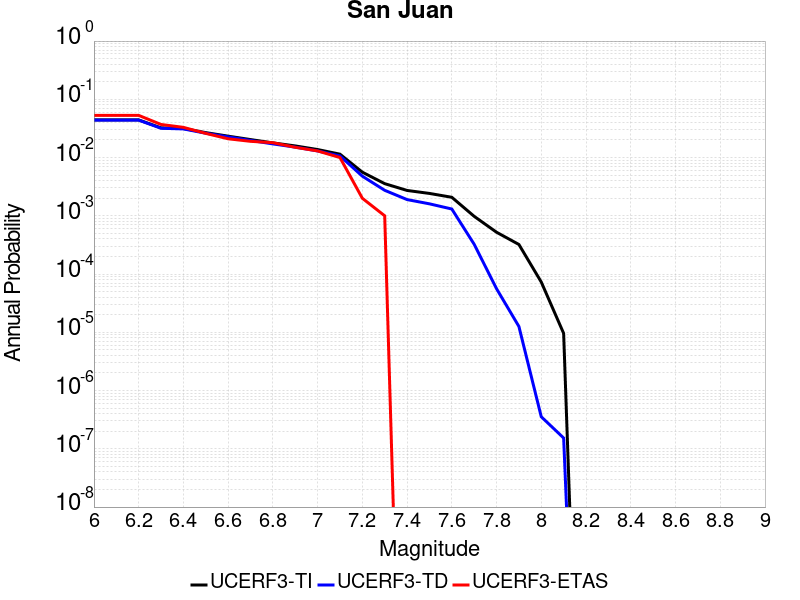 San Juan
Annual Probability
10^0
10^-1
10^-2
10^-3
10^-4
10^-5
10^-6
10^-7
10^-8
6 6.2 6.4 6.6 6.8 7 7.2 7.4 7.6 7.8 8 8.2 8.4 8.6 8.8 9
Magnitude
UCERF3-TI UCERF3-TD UCERF3-ETAS